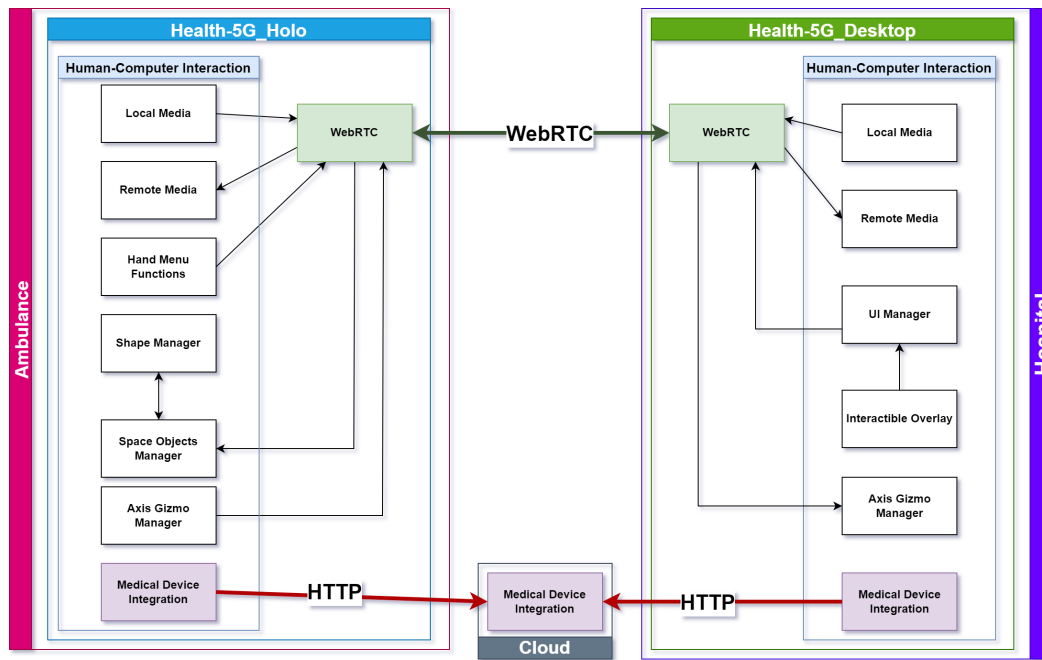 Ambulance
Health-5G_Holo
Human-Computer Interaction
Local Media
Remote Media
Hand Menu
Functions
Shape Manager
Space Objects
Manager
Axis Gizmo
Manager
Medical Device
Integration
WebRTC
WebRTC
HTTP
Medical Device
Integration
Cloud
HTTP
Health-5G_Desktop
Human-Computer Interaction
WebRTC
Local Media
Remote Media
UI Manager
Interactible Overlay
Axis Gizmo
Manager
Medical Device
Integration
Hospital